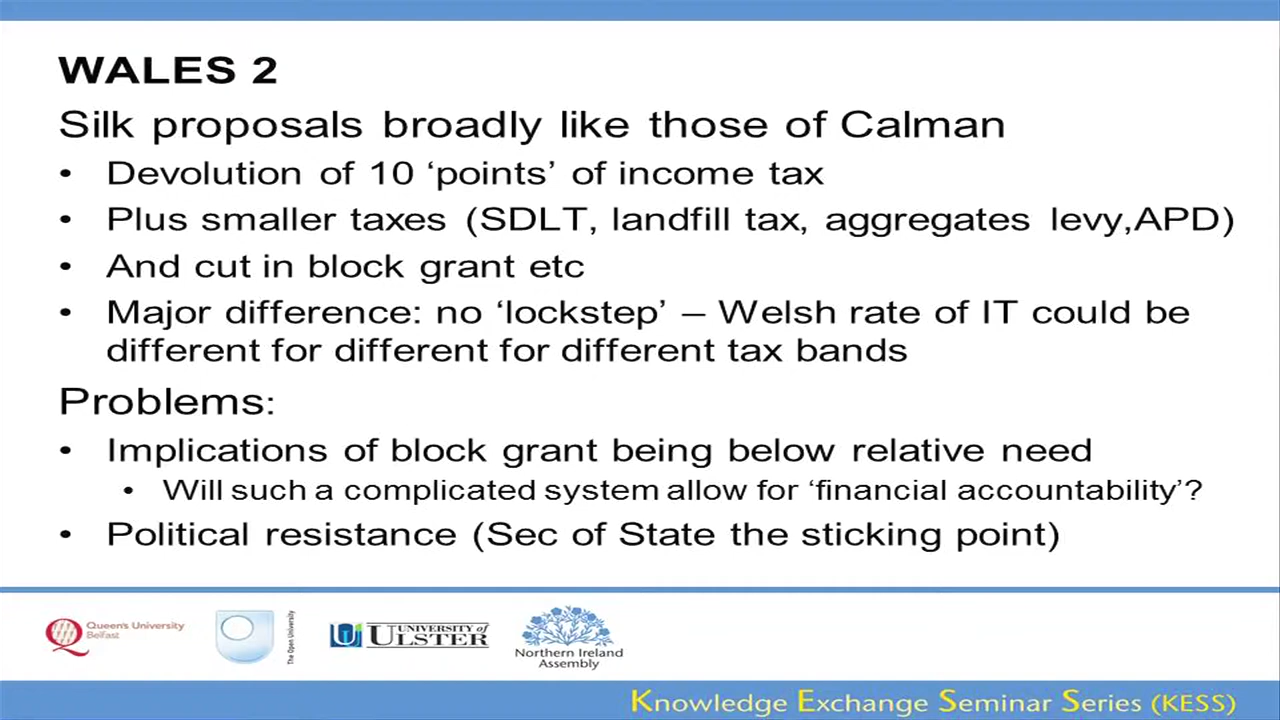 WALES 2
Silk proposals broadly like those of Calman
• Devolution of 10 ‘points’ of income tax
• Plus smaller taxes (SDLT, landfill tax, aggregates levy,APD)
• And cut in block grant etc
• Major difference: no ‘lockstep’ – Welsh rate of IT could be
different for different for different tax bands
Problems:
• Implications of block grant being below relative need
• Will such a complicated system allow for ‘financial accountability’?
• Political resistance (Sec of State the sticking point)
Queen's University
Belfast
The Open University
UNIVERSITY of
ULSTER
Northern Ireland
Assembly
Knowledge Exchange Seminar Series (KESS)